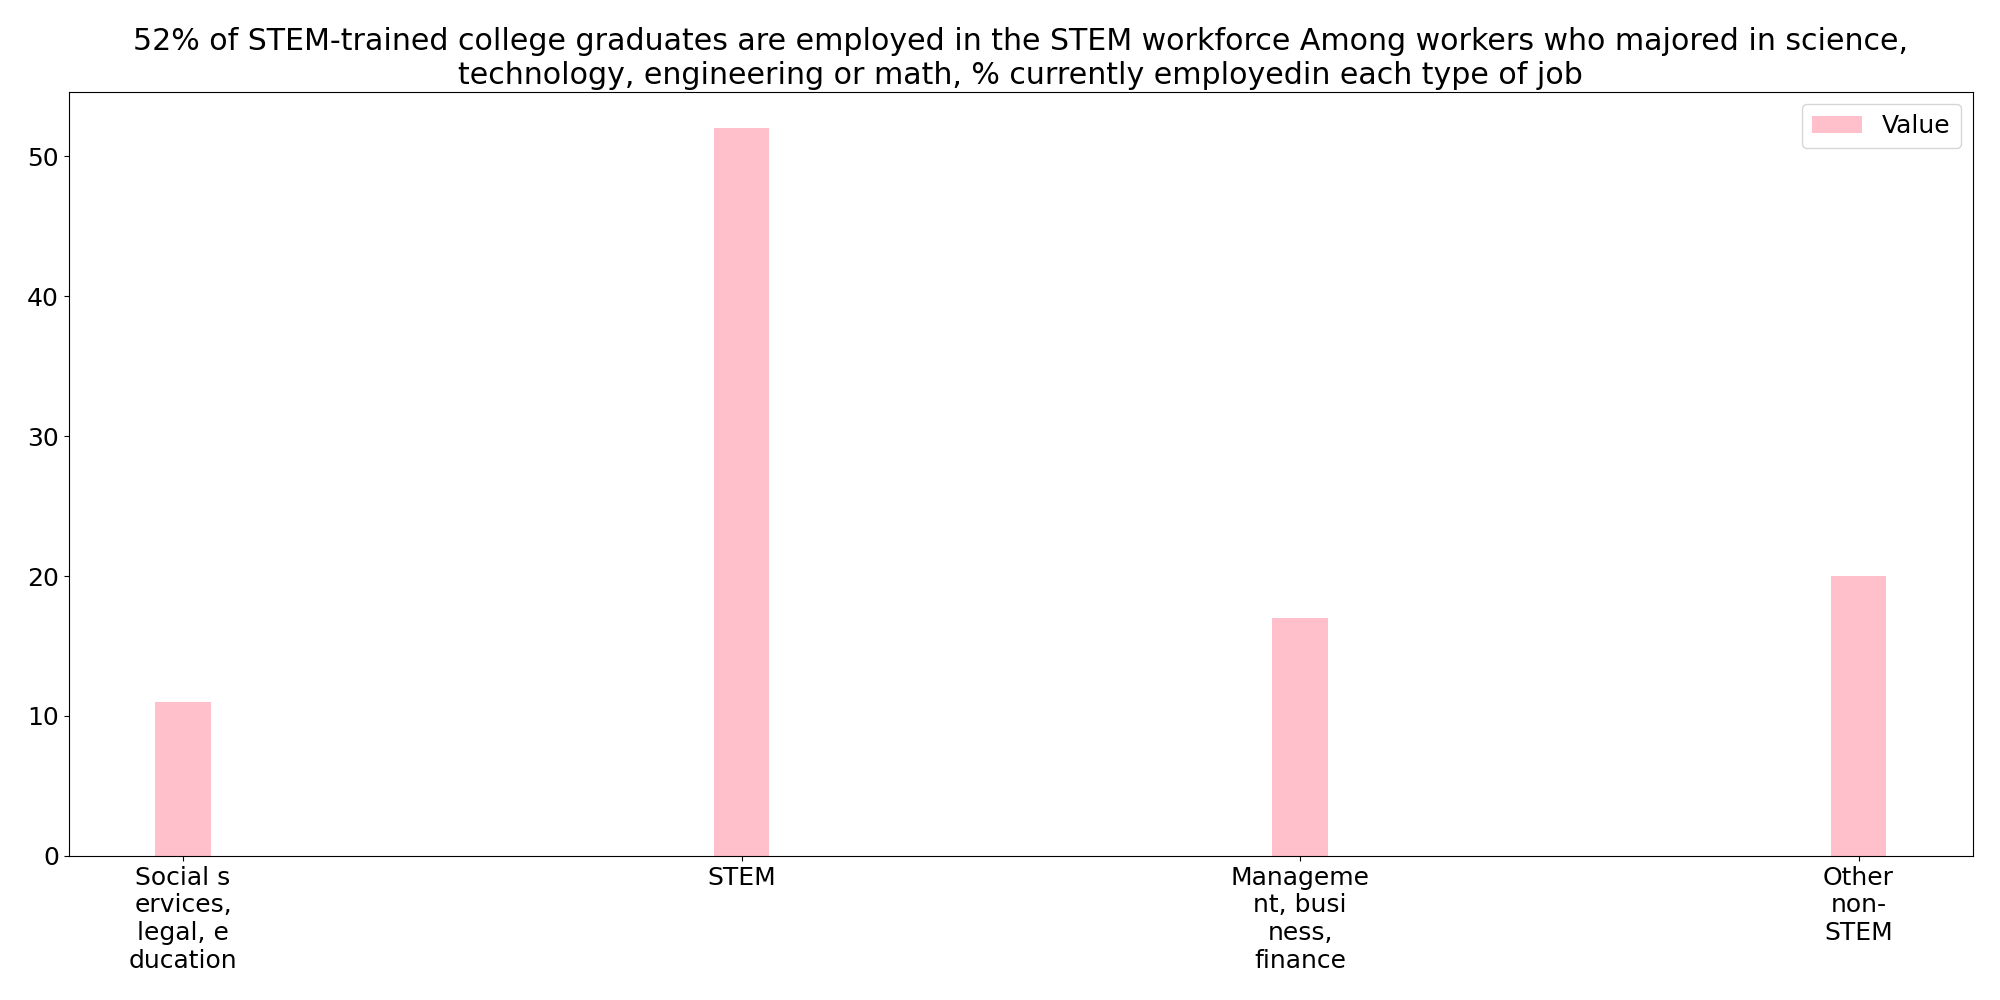 52% of STEM-trained college graduates are employed in the STEM workforce Among workers who majored in science,
technology, engineering or math, % currently employedin each type of job
Value
50
40
30
20
10
0
Social s
ervices,
legal, e
ducation
STEM
Manageme
nt, busi
ness,
finance
Other
non-
STEM